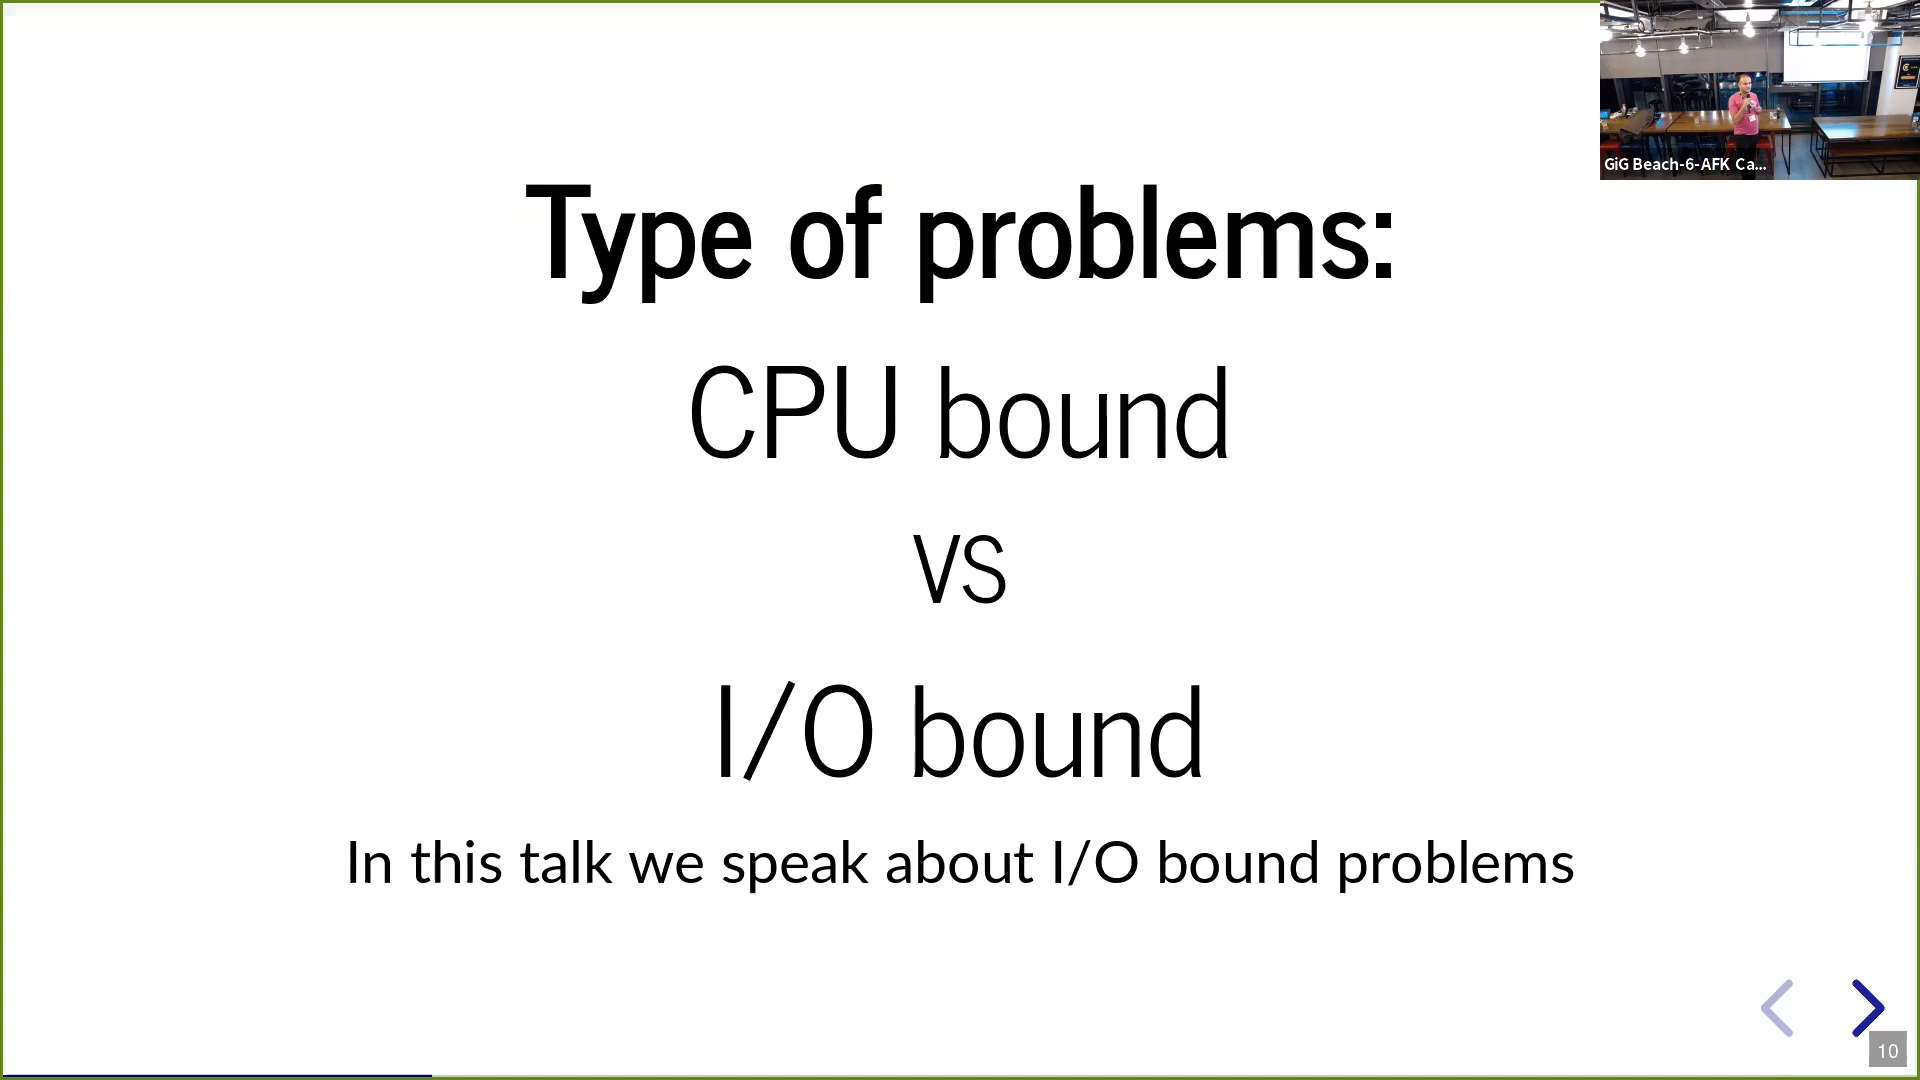 GiG Beach-6-AFK Ca...
Type of problems:
CPU bound
VS
I/O bound
In this talk we speak about I/O bound problems
10